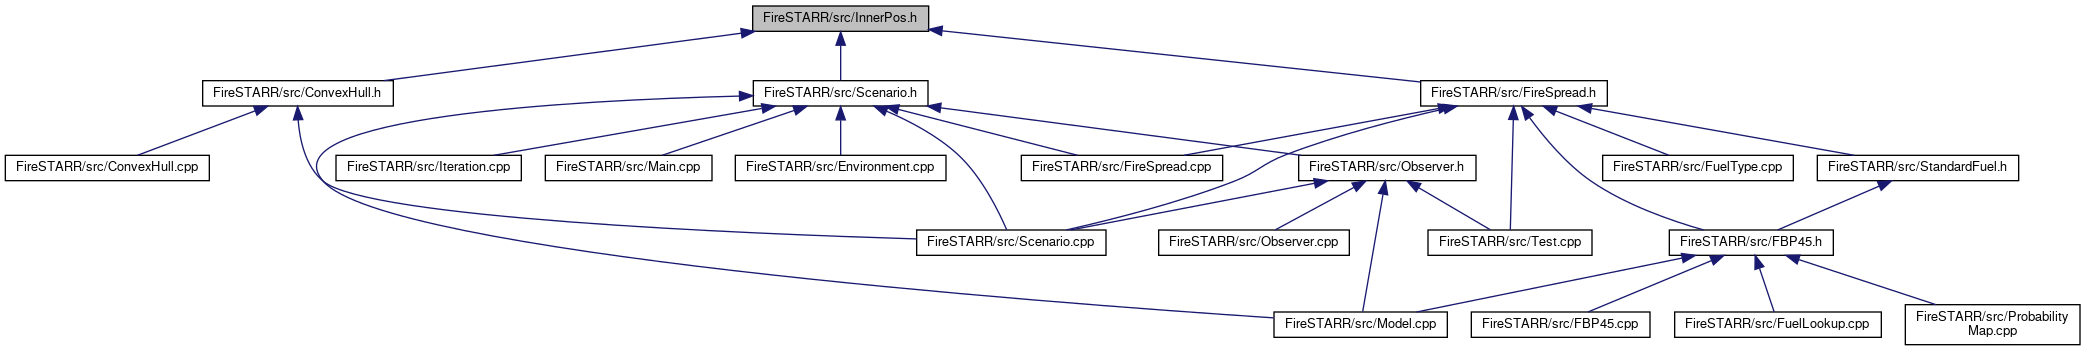 FireSTARR/src/InnerPos.h
FireSTARR/src/ConvexHull.h
FireSTARR/src/Scenario.h
FireSTARR/src/FireSpread.h
FireSTARR/src/ConvexHull.cpp
FireSTARR/src/Iteration.cpp
FireSTARR/src/Main.cpp
FireSTARR/src/Environment.cpp
FireSTARR/src/FireSpread.cpp
FireSTARR/src/Observer.h
FireSTARR/src/FuelType.cpp
FireSTARR/src/StandardFuel.h
FireSTARR/src/Scenario.cpp
FireSTARR/src/Observer.cpp
FireSTARR/src/Test.cpp
FireSTARR/src/FBP45.h
FireSTARR/src/Model.cpp
FireSTARR/src/FBP45.cpp
FireSTARR/src/FuelLookup.cpp
FireSTARR/src/Probability
Map.cpp